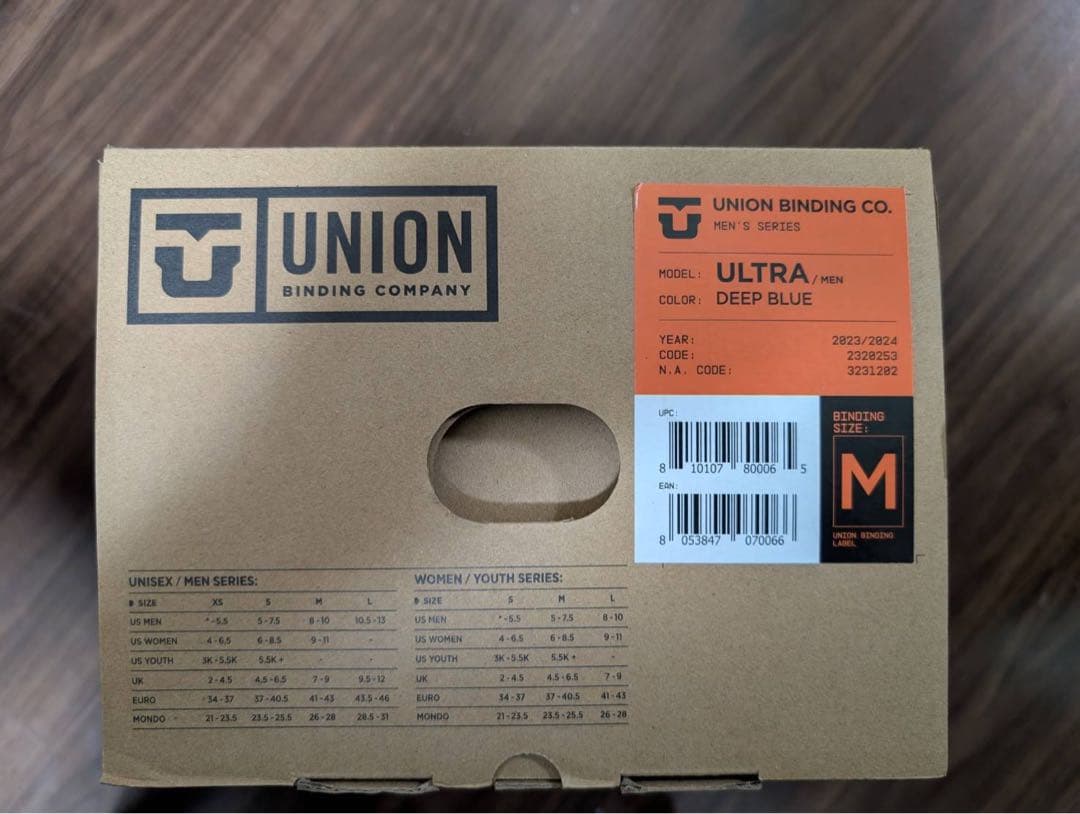 UNION
BINDING COMPANY
UNION BINDING CO.
MEN'S SERIES
MODEL: ULTRA / MEN
COLOR: DEEP BLUE
YEAR: 2023/2024
CODE: 2320253
N.A. CODE: 3231202
UPC:
8 10107 80006 5
EAN:
8 053847 070066
BINDING
SIZE:
M
UNION BINDING
LABEL
UNISEX / MEN SERIES:
SIZE XS S M L
US MEN *-5.5 5-7.5 8-10 10.5-13
US WOMEN 4-6.5 6-8.5 9-11 -
US YOUTH 3K-5.5K 5.5K+ - -
UK 2-4.5 4.5-6.5 7-9 9.5-12
EURO 34-37 37-40.5 41-43 43.5-46
MONDO 21-23.5 23.5-25.5 26-28 28.5-31
WOMEN / YOUTH SERIES:
SIZE S M L
US MEN *-5.5 5-7.5 8-10
US WOMEN 4-6.5 6-8.5 9-11
US YOUTH 3K-5.5K 5.5K+ -
UK 2-4.5 4.5-6.5 7-9
EURO 34-37 37-40.5 41-43
MONDO 21-23.5 23.5-25.5 26-28